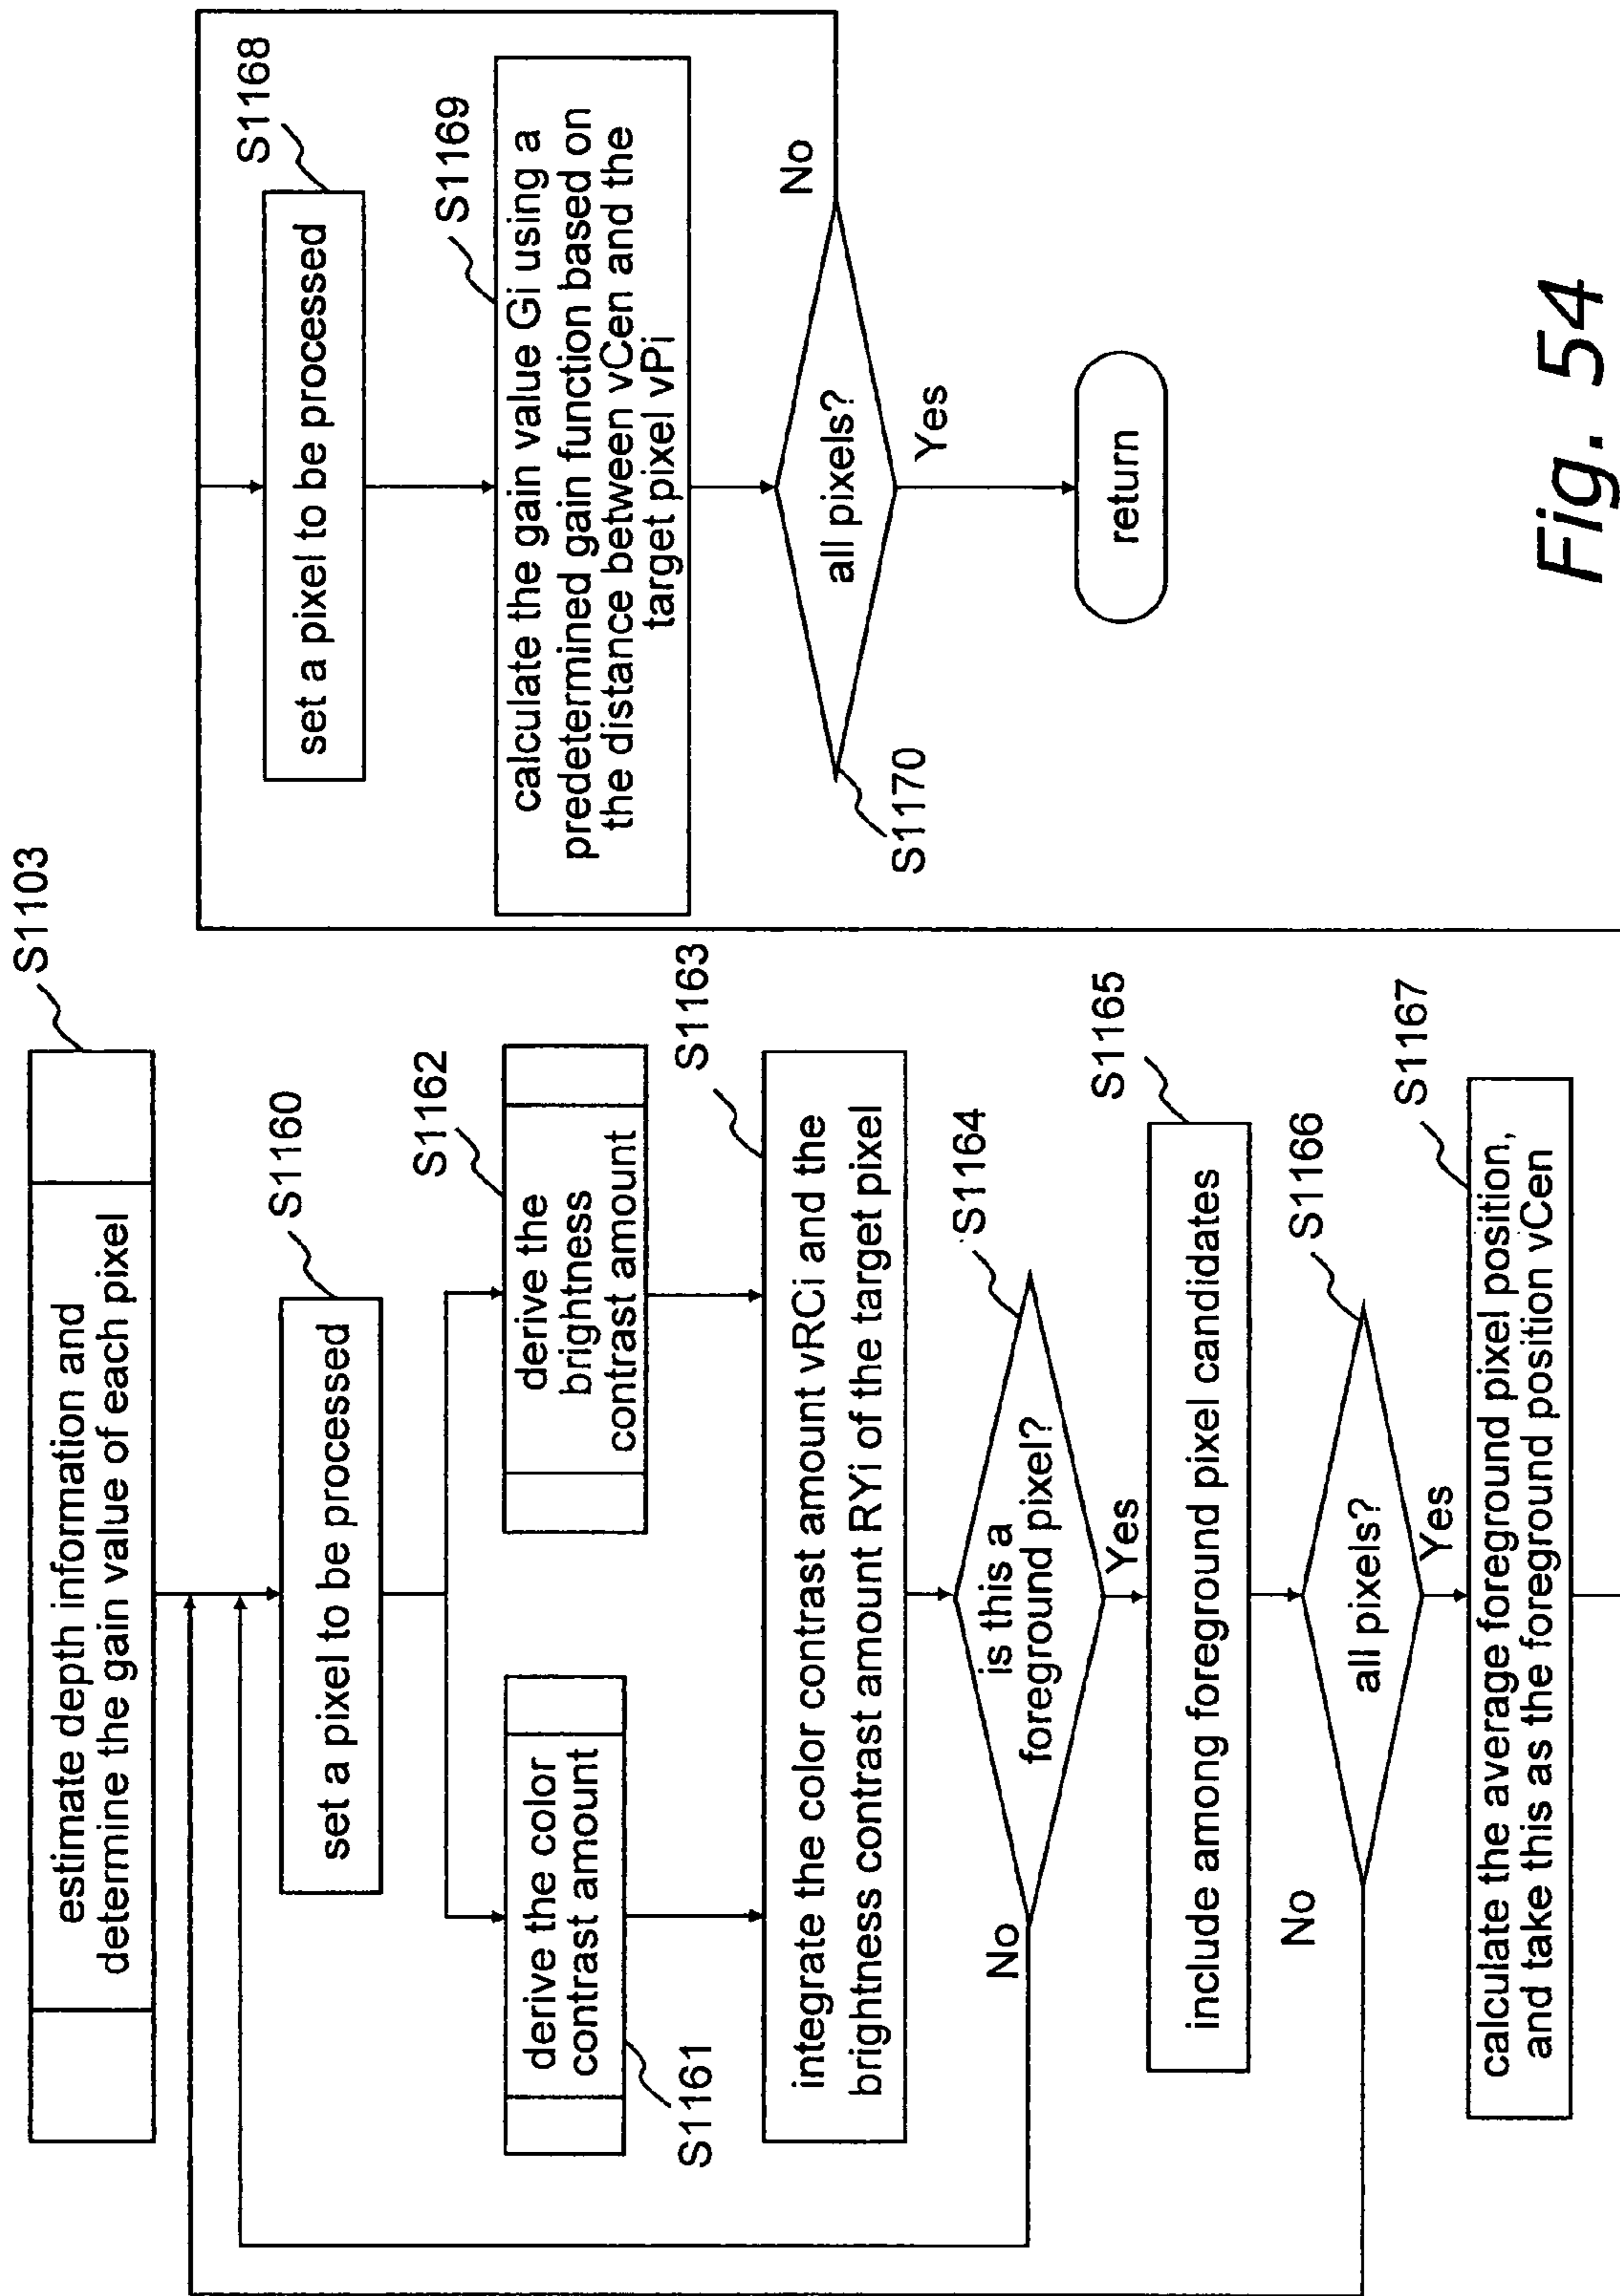 S1103
estimate depth information and
determine the gain value of each pixel
S1160
set a pixel to be processed
S1161
derive the color
contrast amount
S1162
derive the
brightness
contrast amount
S1163
integrate the color contrast amount vRCi and the
brightness contrast amount RYi of the target pixel
S1164
is this a
foreground pixel?
No
Yes
S1165
include among foreground pixel candidates
S1166
all pixels?
No
Yes
S1167
calculate the average foreground pixel position,
and take this as the foreground position vCen
S1168
set a pixel to be processed
S1169
calculate the gain value Gi using a
predetermined gain function based on
the distance between vCen and the
target pixel vPi
S1170
all pixels?
No
Yes
return
Fig. 54